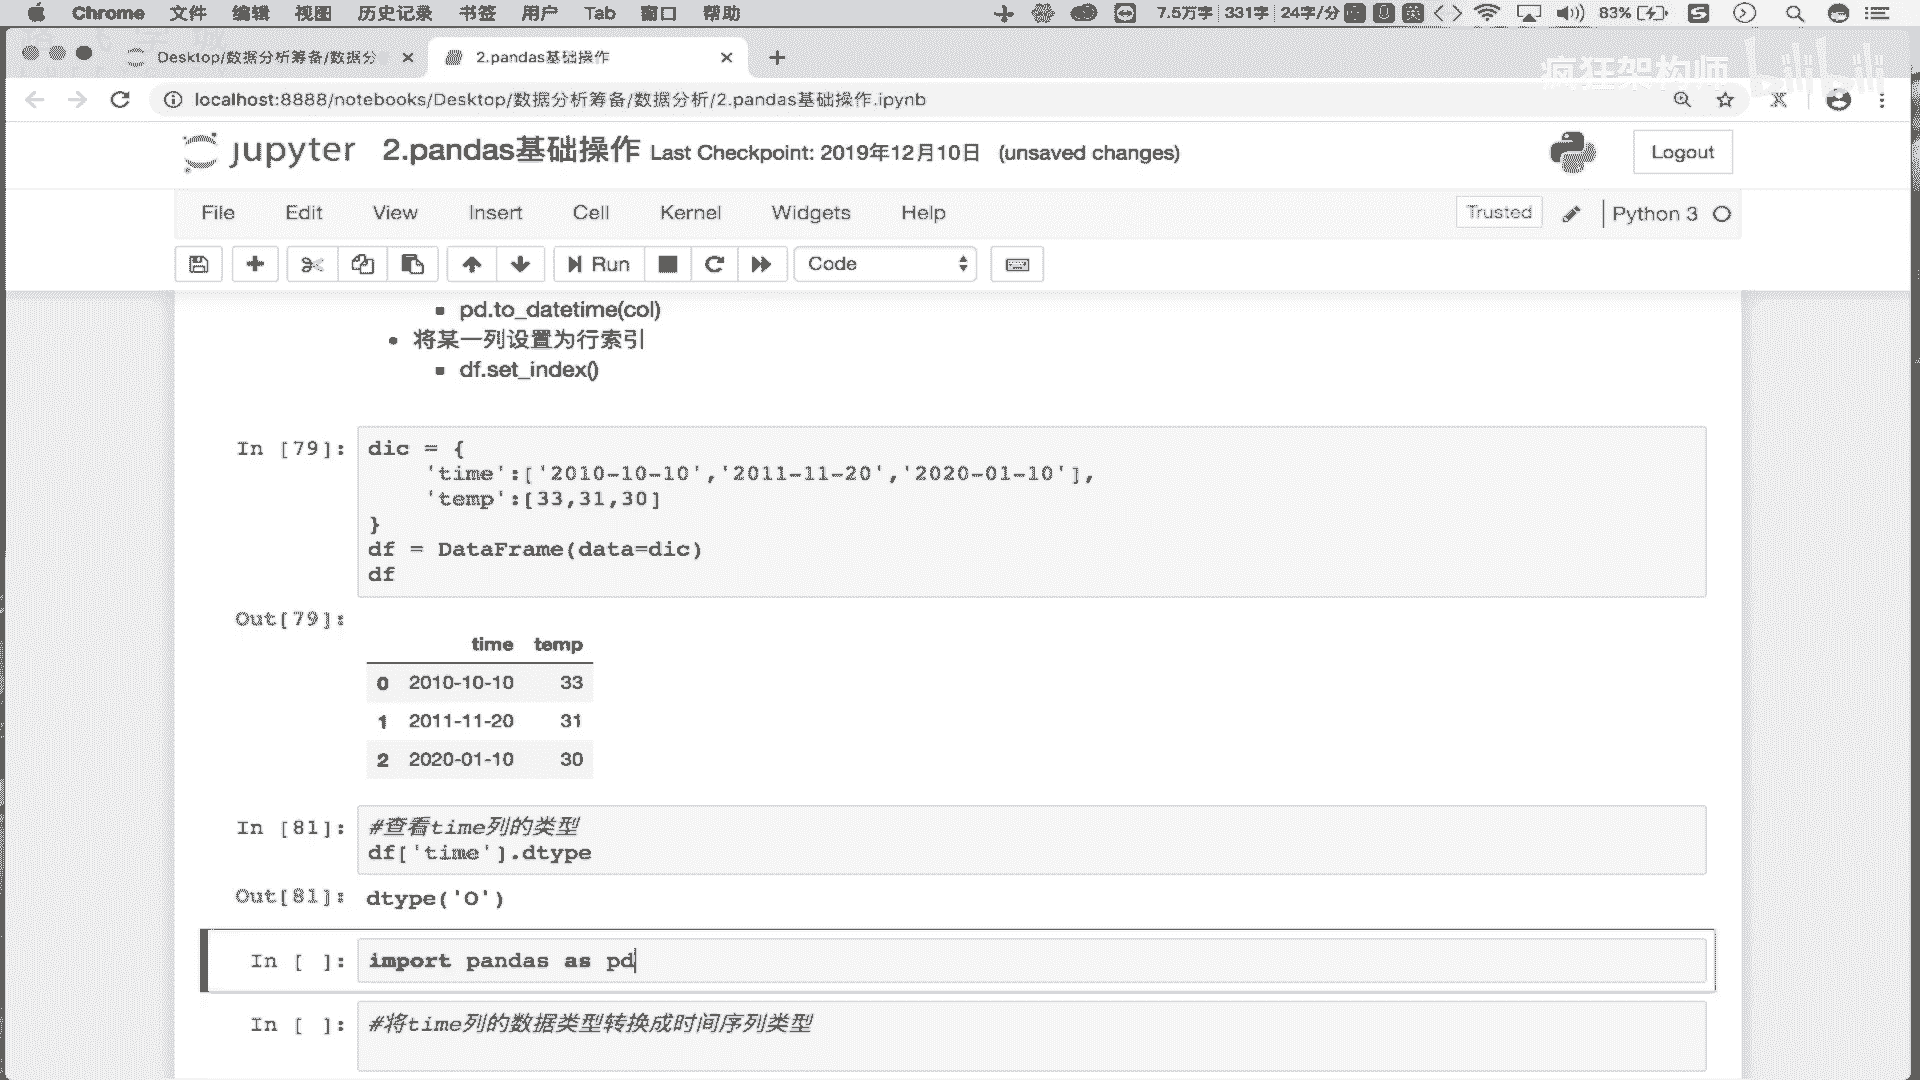 Chrome 文件 编辑 视图 历史记录 书签 用户 Tab 窗口 帮助 7.5万字 331字 24字/分 英 83%
Desktop/数据分析筹备/数据分
2.pandas基础操作
疯狂架构师 bilibili
localhost:8888/notebooks/Desktop/数据分析筹备/数据分析/2.pandas基础操作.ipynb
jupyter 2.pandas基础操作 Last Checkpoint: 2019年12月10日 (unsaved changes)
Logout
File Edit View Insert Cell Kernel Widgets Help
Trusted Python 3
Run Code
pd.to_datetime(col)
将某一列设置为行索引
df.set_index()
In [79]: dic = {
'time':['2010-10-10','2011-11-20','2020-01-10'],
'temp':[33,31,30]
}
df = DataFrame(data=dic)
df
Out[79]:
time temp
0 2010-10-10 33
1 2011-11-20 31
2 2020-01-10 30
In [81]: #查看time列的类型
df['time'].dtype
Out[81]: dtype('O')
In [ ]: import pandas as pd
In [ ]: #将time列的数据类型转换成时间序列类型